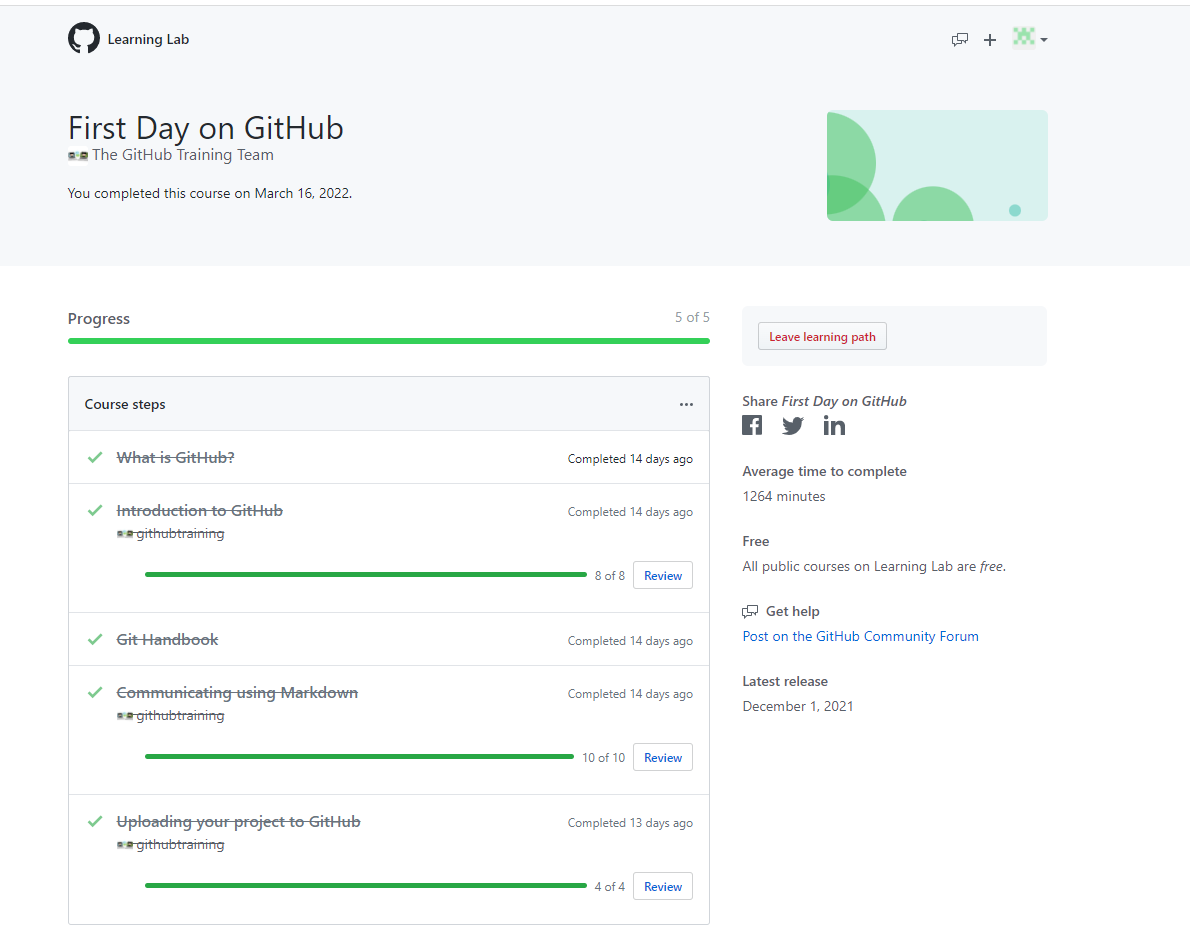 Learning Lab
First Day on GitHub
The GitHub Training Team
You completed this course on March 16, 2022.
Progress
5 of 5
Course steps
What is GitHub?
Completed 14 days ago
Introduction to GitHub
Completed 14 days ago
githubtraining
8 of 8
Review
Git Handbook
Completed 14 days ago
Communicating using Markdown
Completed 14 days ago
githubtraining
10 of 10
Review
Uploading your project to GitHub
Completed 13 days ago
githubtraining
4 of 4
Review
Leave learning path
Share First Day on GitHub
Average time to complete
1264 minutes
Free
All public courses on Learning Lab are free.
Get help
Post on the GitHub Community Forum
Latest release
December 1, 2021